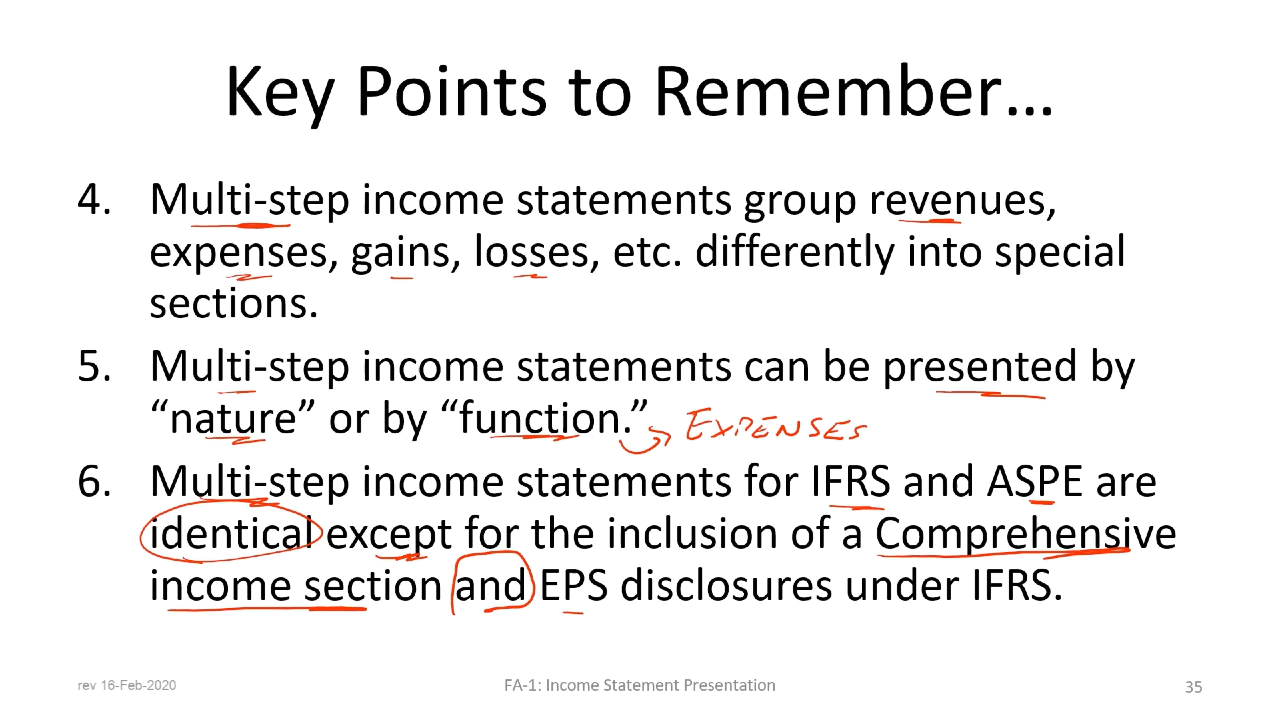 Key Points to Remember…
4. Multi-step income statements group revenues,
expenses, gains, losses, etc. differently into special
sections.
5. Multi-step income statements can be presented by
“nature” or by “function.” EXPENSES
6. Multi-step income statements for IFRS and ASPE are
identical except for the inclusion of a Comprehensive
income section and EPS disclosures under IFRS.
rev 16-Feb-2020 FA-1: Income Statement Presentation 35